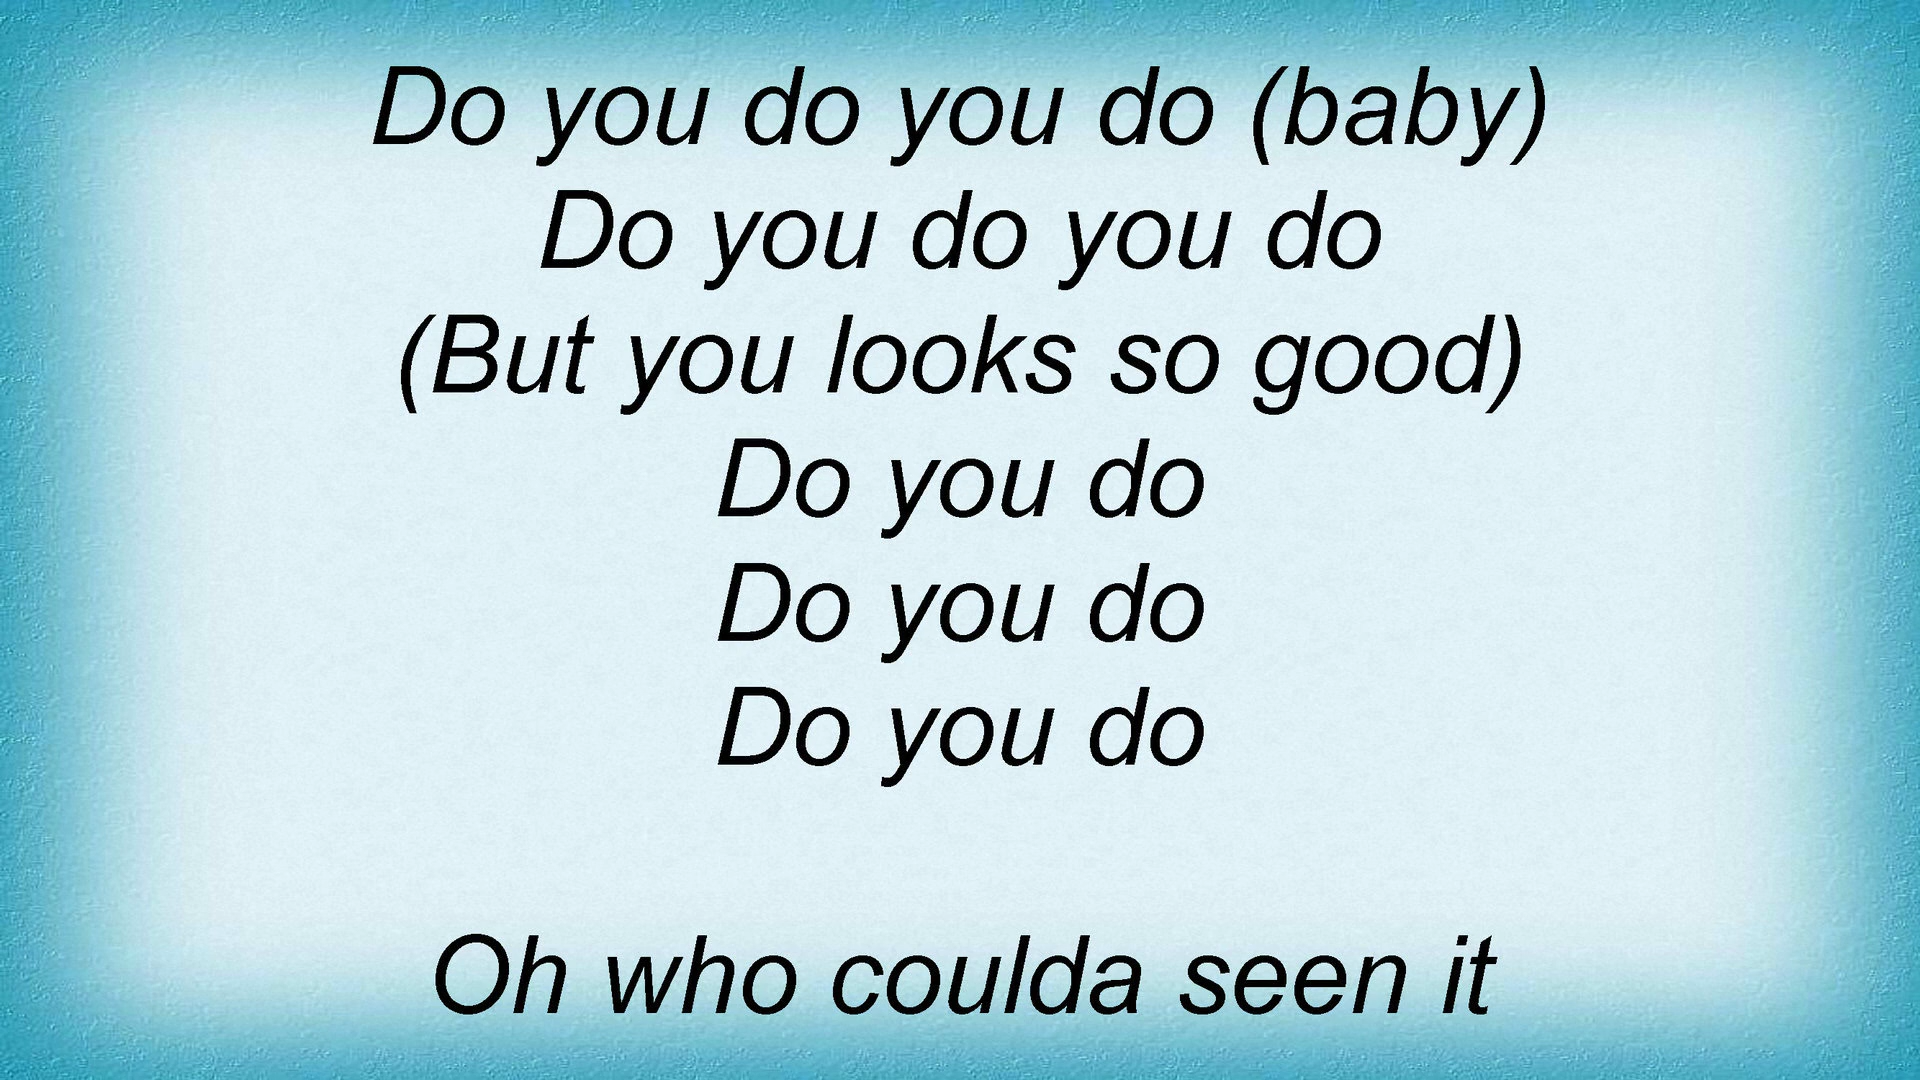 Do you do you do (baby)
Do you do you do
(But you looks so good)
Do you do
Do you do
Do you do
Oh who coulda seen it